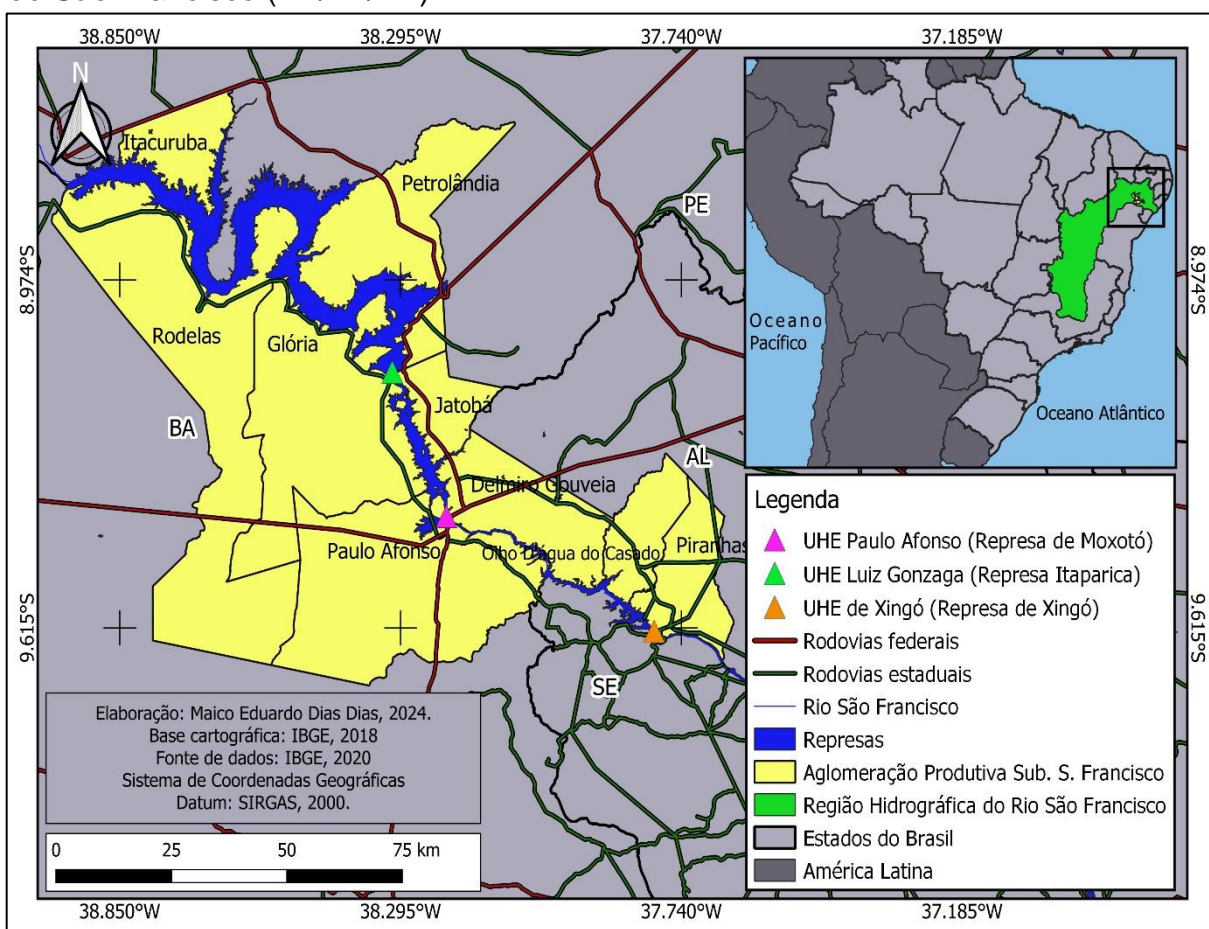 38.850°W 38.295°W 37.740°W 37.185°W
N
Itacuruba
Petrolândia
PE
8.974°S
8.974°S
Rodelas
Glória
Jatobá
BA
AL
Delmiro Gouveia
Paulo Afonso
Olho D'água do Casado
Piranhas
9.615°S
9.615°S
SE
Oceano
Pacífico
Oceano Atlântico
Legenda
UHE Paulo Afonso (Represa de Moxotó)
UHE Luiz Gonzaga (Represa Itaparica)
UHE de Xingó (Represa de Xingó)
Rodovias federais
Rodovias estaduais
Rio São Francisco
Represas
Aglomeração Produtiva Sub. S. Francisco
Região Hidrográfica do Rio São Francisco
Estados do Brasil
América Latina
Elaboração: Maico Eduardo Dias Dias, 2024.
Base cartográfica: IBGE, 2018
Fonte de dados: IBGE, 2020
Sistema de Coordenadas Geográficas
Datum: SIRGAS, 2000.
0 25 50 75 km
38.850°W 38.295°W 37.740°W 37.185°W